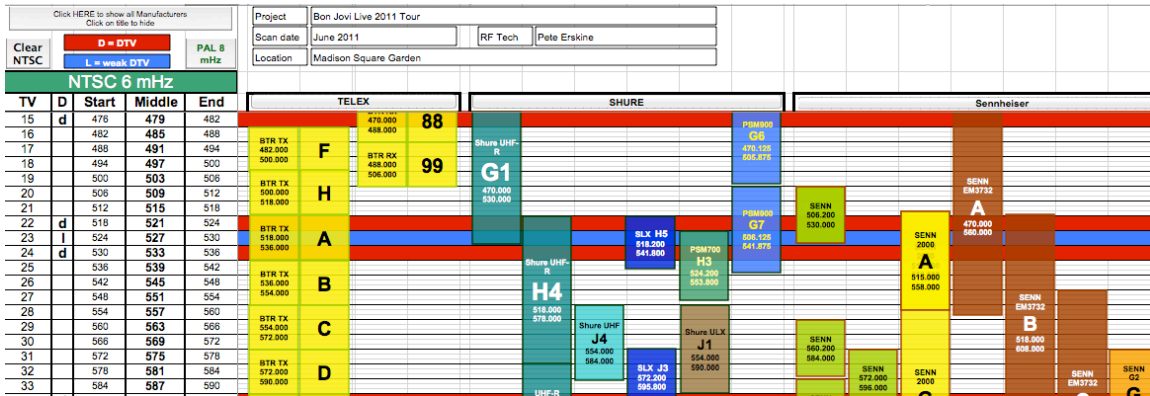 Click HERE to show all Manufacturers
Click on title to hide
Clear
NTSC
D = DTV
L = weak DTV
PAL 8
mHz
Project
Bon Jovi Live 2011 Tour
Scan date
June 2011
RF Tech
Pete Erskine
Location
Madison Square Garden
NTSC 6 mHz
TV D Start Middle End
TELEX
SHURE
Sennheiser
15 d 476 479 482
16 482 485 488
17 488 491 494
18 494 497 500
19 500 503 506
20 506 509 512
21 512 515 518
22 d 518 521 524
23 l 524 527 530
24 d 530 533 536
25 536 539 542
26 542 545 548
27 548 551 554
28 554 557 560
29 560 563 566
30 566 569 572
31 572 575 578
32 578 581 584
33 584 587 590
BTR TX
482.000
500.000
F
BTR TX
500.000
518.000
H
BTR TX
518.000
536.000
A
BTR TX
536.000
554.000
B
BTR TX
554.000
572.000
C
BTR TX
572.000
590.000
D
470.000
488.000
88
BTR RX
488.000
506.000
99
Shure UHF-
R
G1
470.000
530.000
Shure UHF-
R
H4
518.000
578.000
UHF-R
Shure UHF
J4
554.000
584.000
SLX H5
518.200
541.800
SLX J3
572.200
595.800
PSM700
H3
524.200
553.800
Shure ULX
J1
554.000
590.000
PSM900
G6
470.125
505.875
PSM900
G7
506.125
541.875
SENN
506.200
530.000
SENN
560.200
584.000
SENN
572.000
596.000
SENN
2000
A
515.000
558.000
SENN
2000
SENN
EM3732
A
470.000
560.000
SENN
EM3732
B
518.000
608.000
SENN
EM3732
SENN
G2